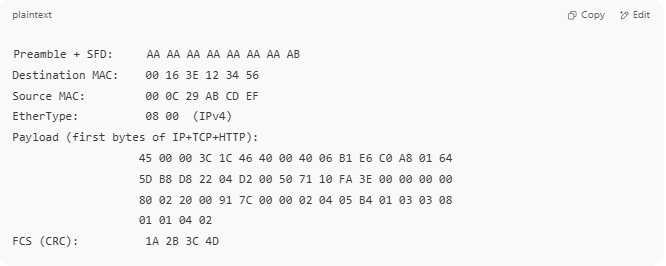 plaintext Copy Edit
Preamble + SFD: AA AA AA AA AA AA AA AB
Destination MAC: 00 16 3E 12 34 56
Source MAC: 00 0C 29 AB CD EF
EtherType: 08 00 (IPv4)
Payload (first bytes of IP+TCP+HTTP):
45 00 00 3C 1C 46 40 00 40 06 B1 E6 C0 A8 01 64
5D B8 D8 22 04 D2 00 50 71 10 FA 3E 00 00 00 00
80 02 20 00 91 7C 00 00 02 04 05 B4 01 03 03 08
01 01 04 02
FCS (CRC): 1A 2B 3C 4D